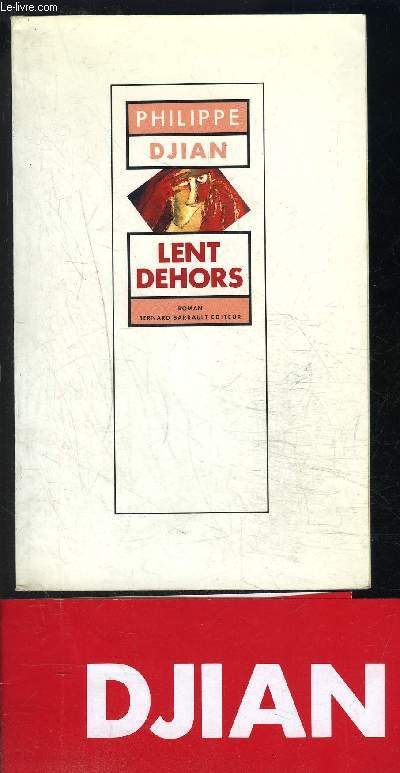 Le-livre.com
PHILIPPE
DJIAN
LENT
DEHORS
ROMAN
BERNARD BARRAULT EDITEUR
DJIAN